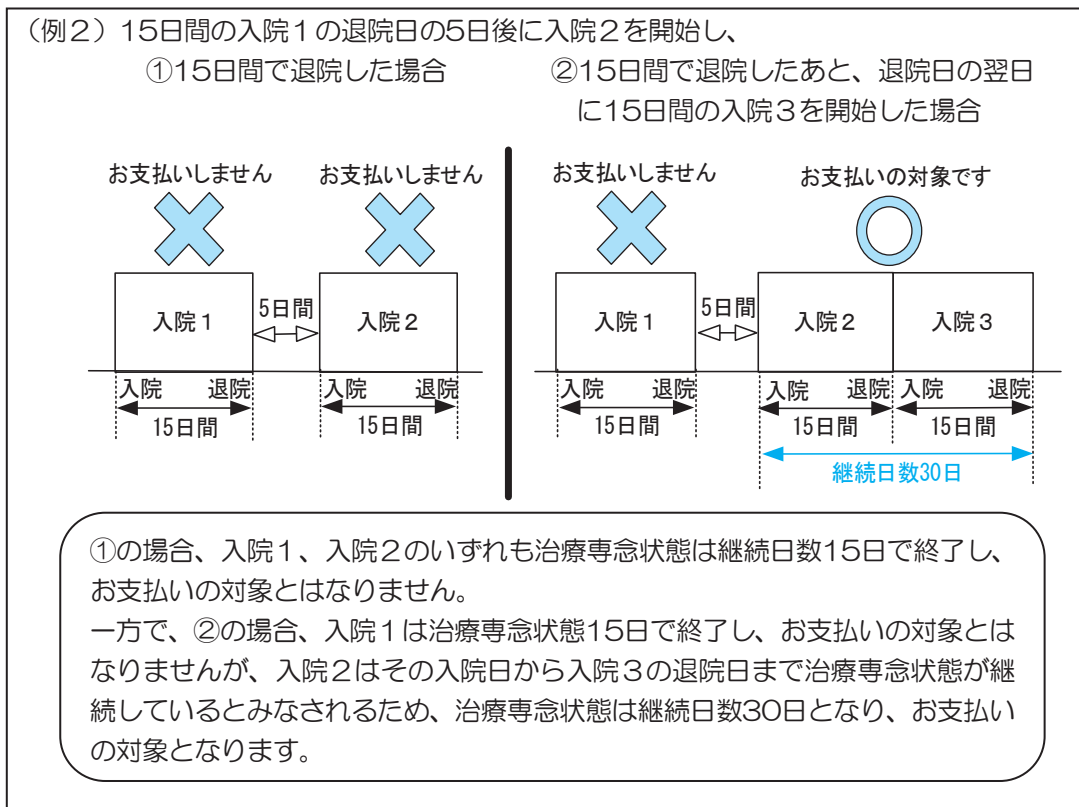 (例2)15日間の入院1の退院日の5日後に入院2を開始し、
①15日間で退院した場合
②15日間で退院したあと、退院日の翌日
に15日間の入院3を開始した場合
お支払いしません
お支払いしません
5日間
入院1
入院2
入院 退院
入院 退院
15日間
15日間
お支払いしません
お支払いの対象です
5日間
入院1
入院2
入院3
入院 退院
入院 退院
入院 退院
15日間
15日間
15日間
継続日数30日
①の場合、入院1、入院2のいずれも治療専念状態は継続日数15日で終了し、
お支払いの対象とはなりません。
一方で、②の場合、入院1は治療専念状態15日で終了し、お支払いの対象とは
なりませんが、入院2はその入院日から入院3の退院日まで治療専念状態が継
続しているとみなされるため、治療専念状態は継続日数30日となり、お支払い
の対象となります。